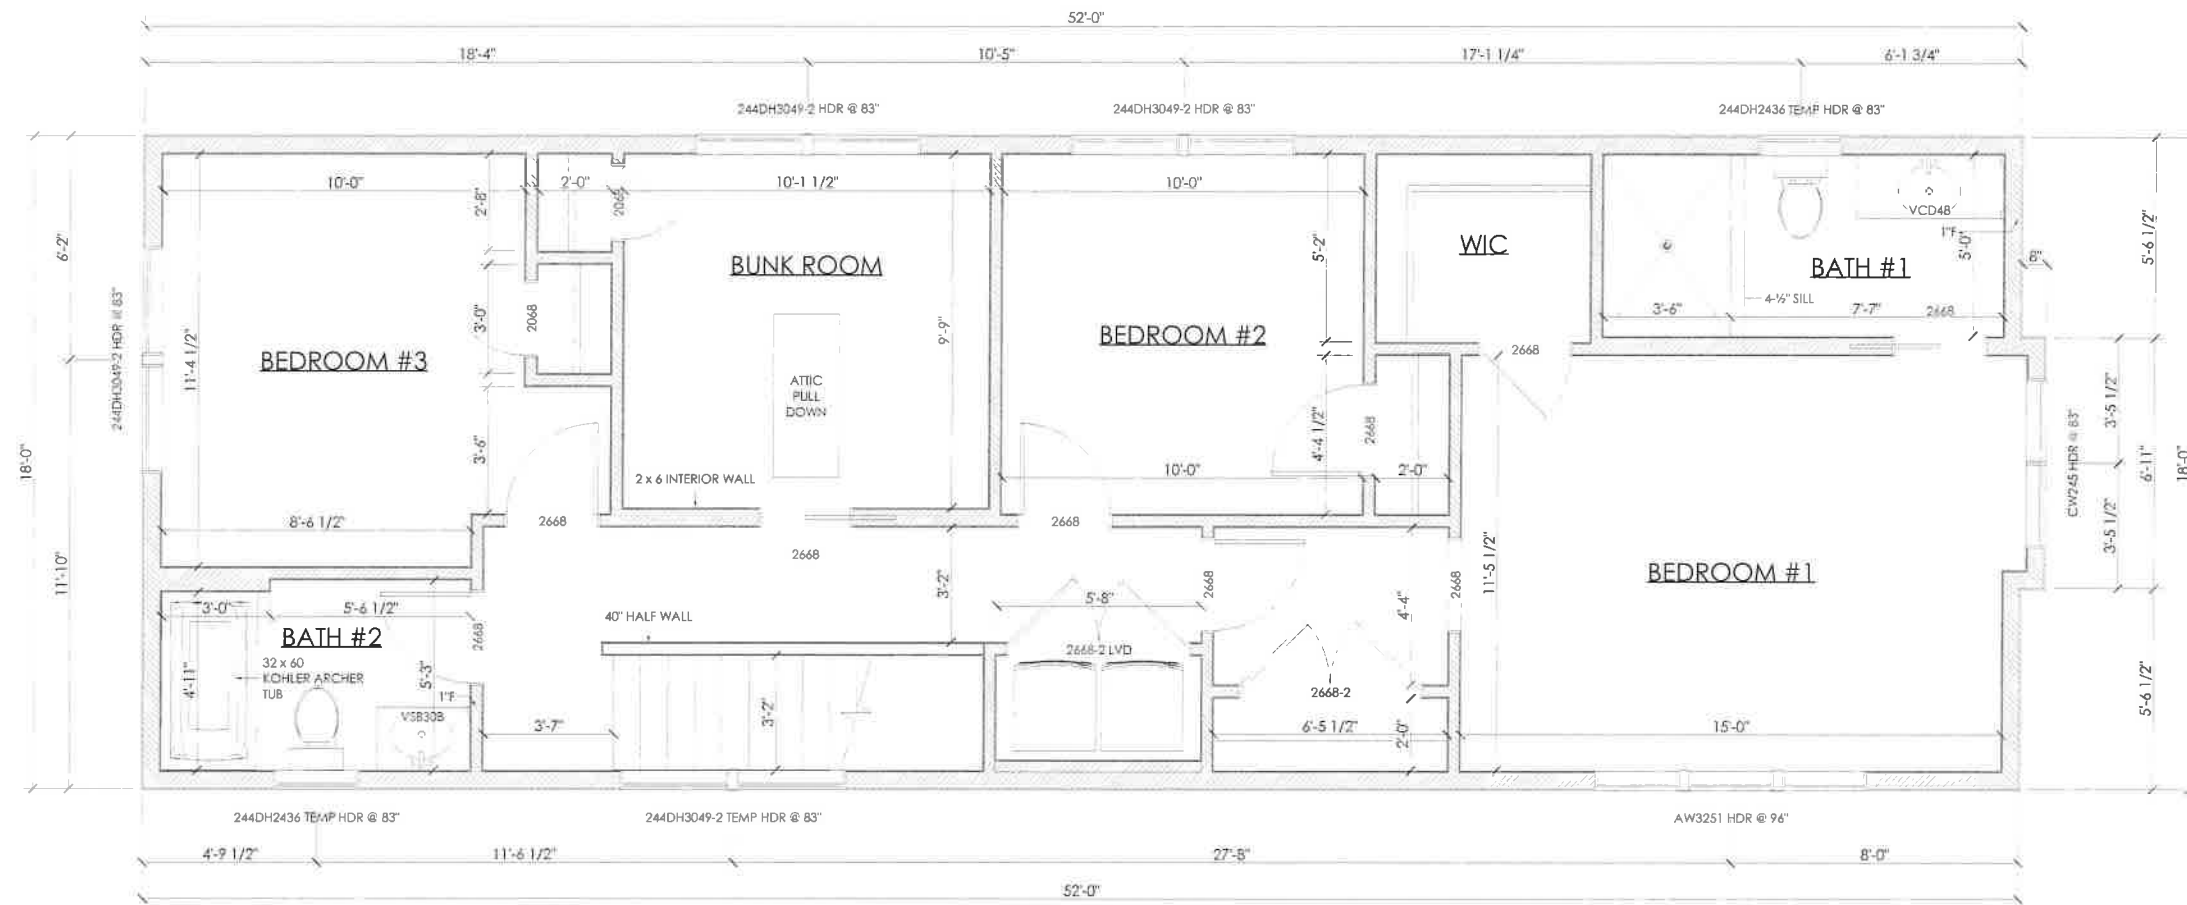 52'-0"
18'-4"
10'-5"
17'-1 1/4"
6'-1 3/4"
244DH3049-2 HDR @ 83"
244DH3049-2 HDR @ 83"
244DH2436 TEMP HDR @ 83"
10'-0"
2'-8"
2'-0"
2068
10'-1 1/2"
10'-0"
5'-2"
WIC
VCD48
1"F
5'-0"
8"
5'-6 1/2"
6'-2"
BUNK ROOM
BATH #1
4-½" SILL
3'-6"
7'-7"
2668
244DH3049-2 HDR @ 83"
11'-4 1/2"
3'-0"
2068
9'-9"
BEDROOM #3
BEDROOM #2
2668
ATTIC
PULL
DOWN
3'-5 1/2"
CW245 HDR @ 83"
6'-11"
18'-0"
18'-0"
3'-6"
4'-4 1/2"
2668
10'-0"
2'-0"
2 x 6 INTERIOR WALL
8'-6 1/2"
2668
2668
2668
3'-5 1/2"
11'-10"
3'-2"
2668
2668
11'-5 1/2"
BEDROOM #1
3'-0"
5'-6 1/2"
5'-8"
4'-4"
40" HALF WALL
BATH #2
2668
32 x 60
KOHLER ARCHER
TUB
4'-11"
5'-3"
1"F
2668-2 LVD
2668-2
5'-6 1/2"
VSB30B
3'-7"
3'-2"
6'-5 1/2"
2'-0"
15'-0"
244DH2436 TEMP HDR @ 83"
244DH3049-2 TEMP HDR @ 83"
AW3251 HDR @ 96"
4'-9 1/2"
11'-6 1/2"
27'-8"
8'-0"
52'-0"